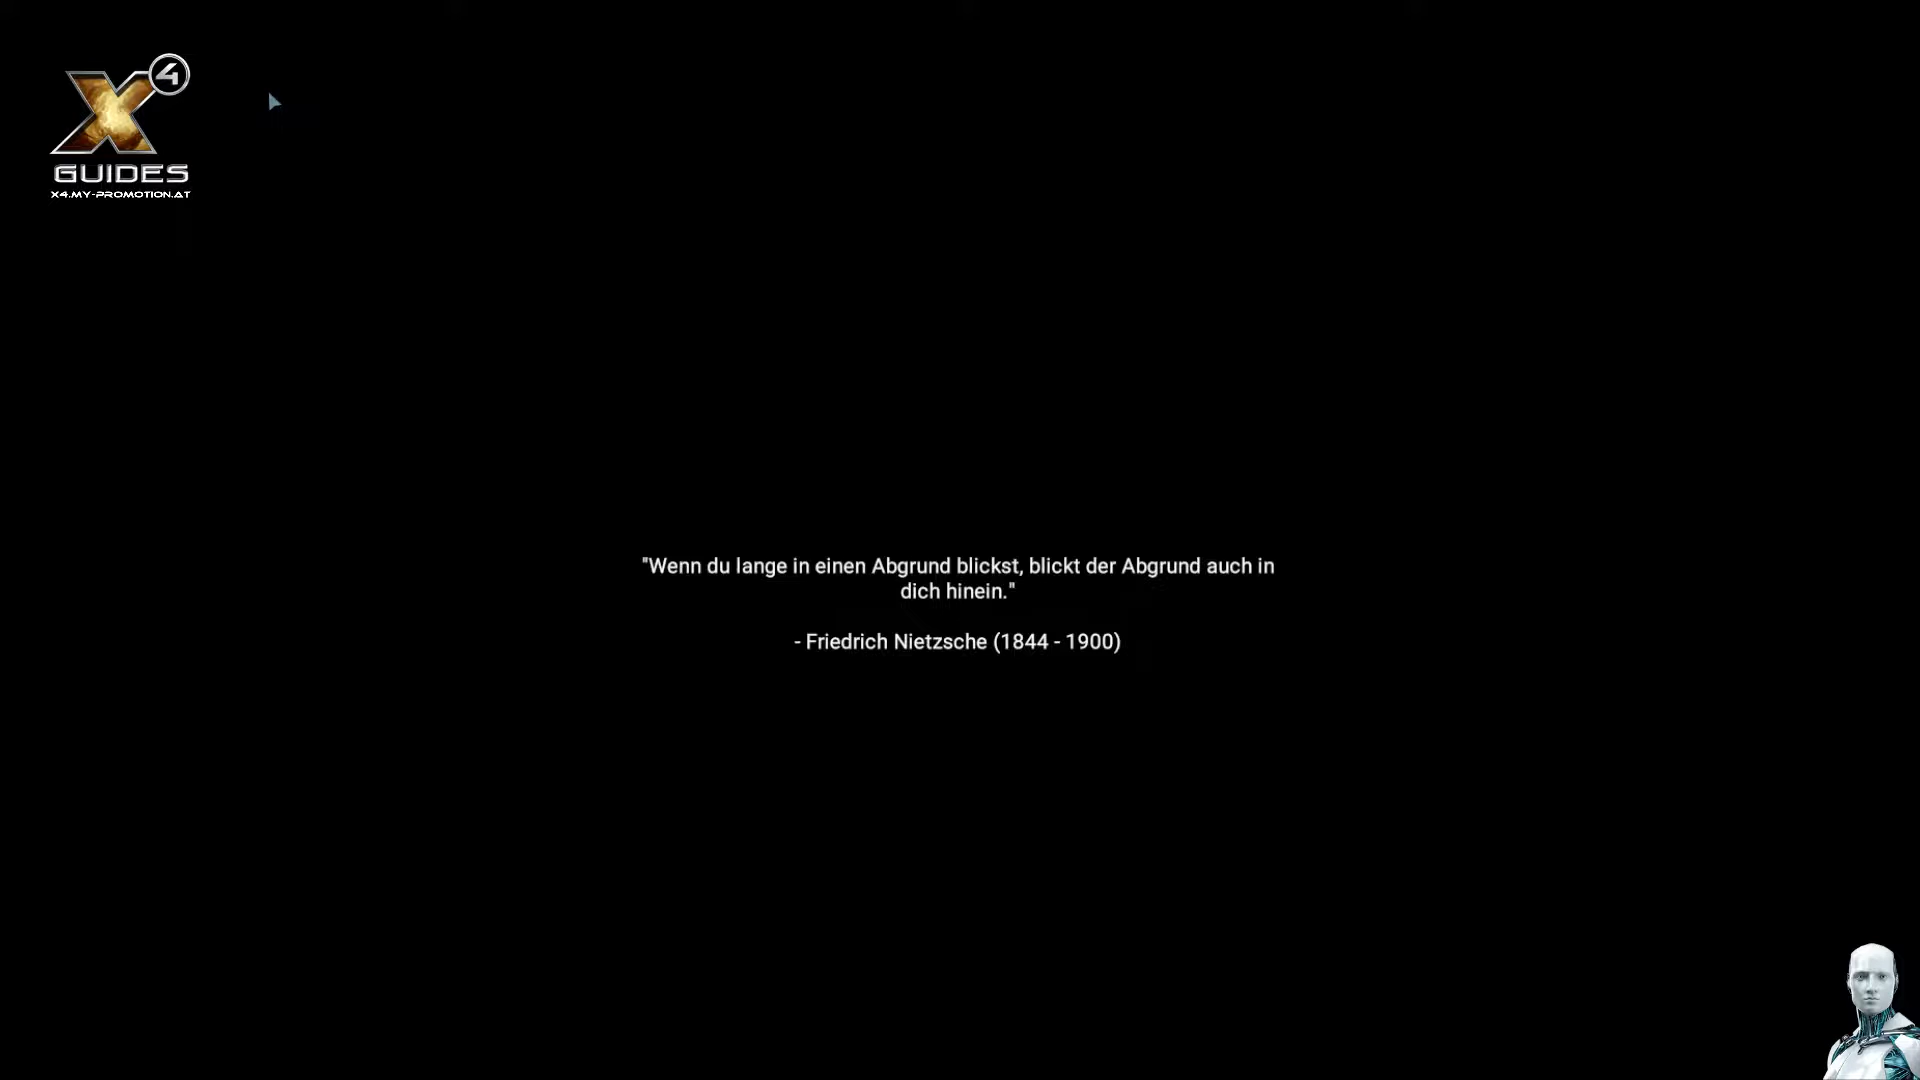 4
X
GUIDES
X4.MY-PROMOTION.AT
"Wenn du lange in einen Abgrund blickst, blickt der Abgrund auch in
dich hinein."
- Friedrich Nietzsche (1844 - 1900)